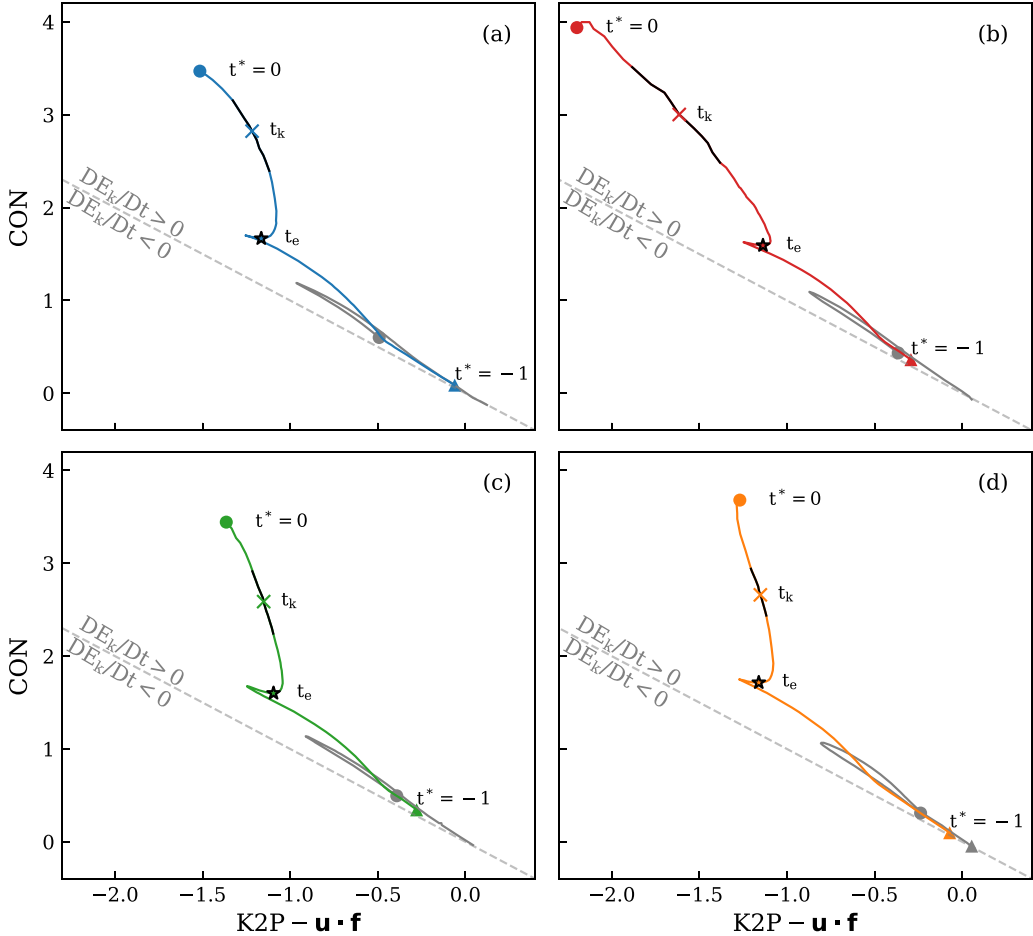 4
(a)
t* = 0
3
t_k
CON
2
DE_k/Dt > 0
DE_k/Dt < 0
t_e
1
t* = −1
0
(b)
t* = 0
t_k
DE_k/Dt > 0
DE_k/Dt < 0
t_e
t* = −1
4
(c)
t* = 0
3
t_k
CON
2
DE_k/Dt > 0
DE_k/Dt < 0
t_e
1
t* = −1
0
−2.0 −1.5 −1.0 −0.5 0.0
K2P − u · f
(d)
t* = 0
t_k
DE_k/Dt > 0
DE_k/Dt < 0
t_e
t* = −1
−2.0 −1.5 −1.0 −0.5 0.0
K2P − u · f